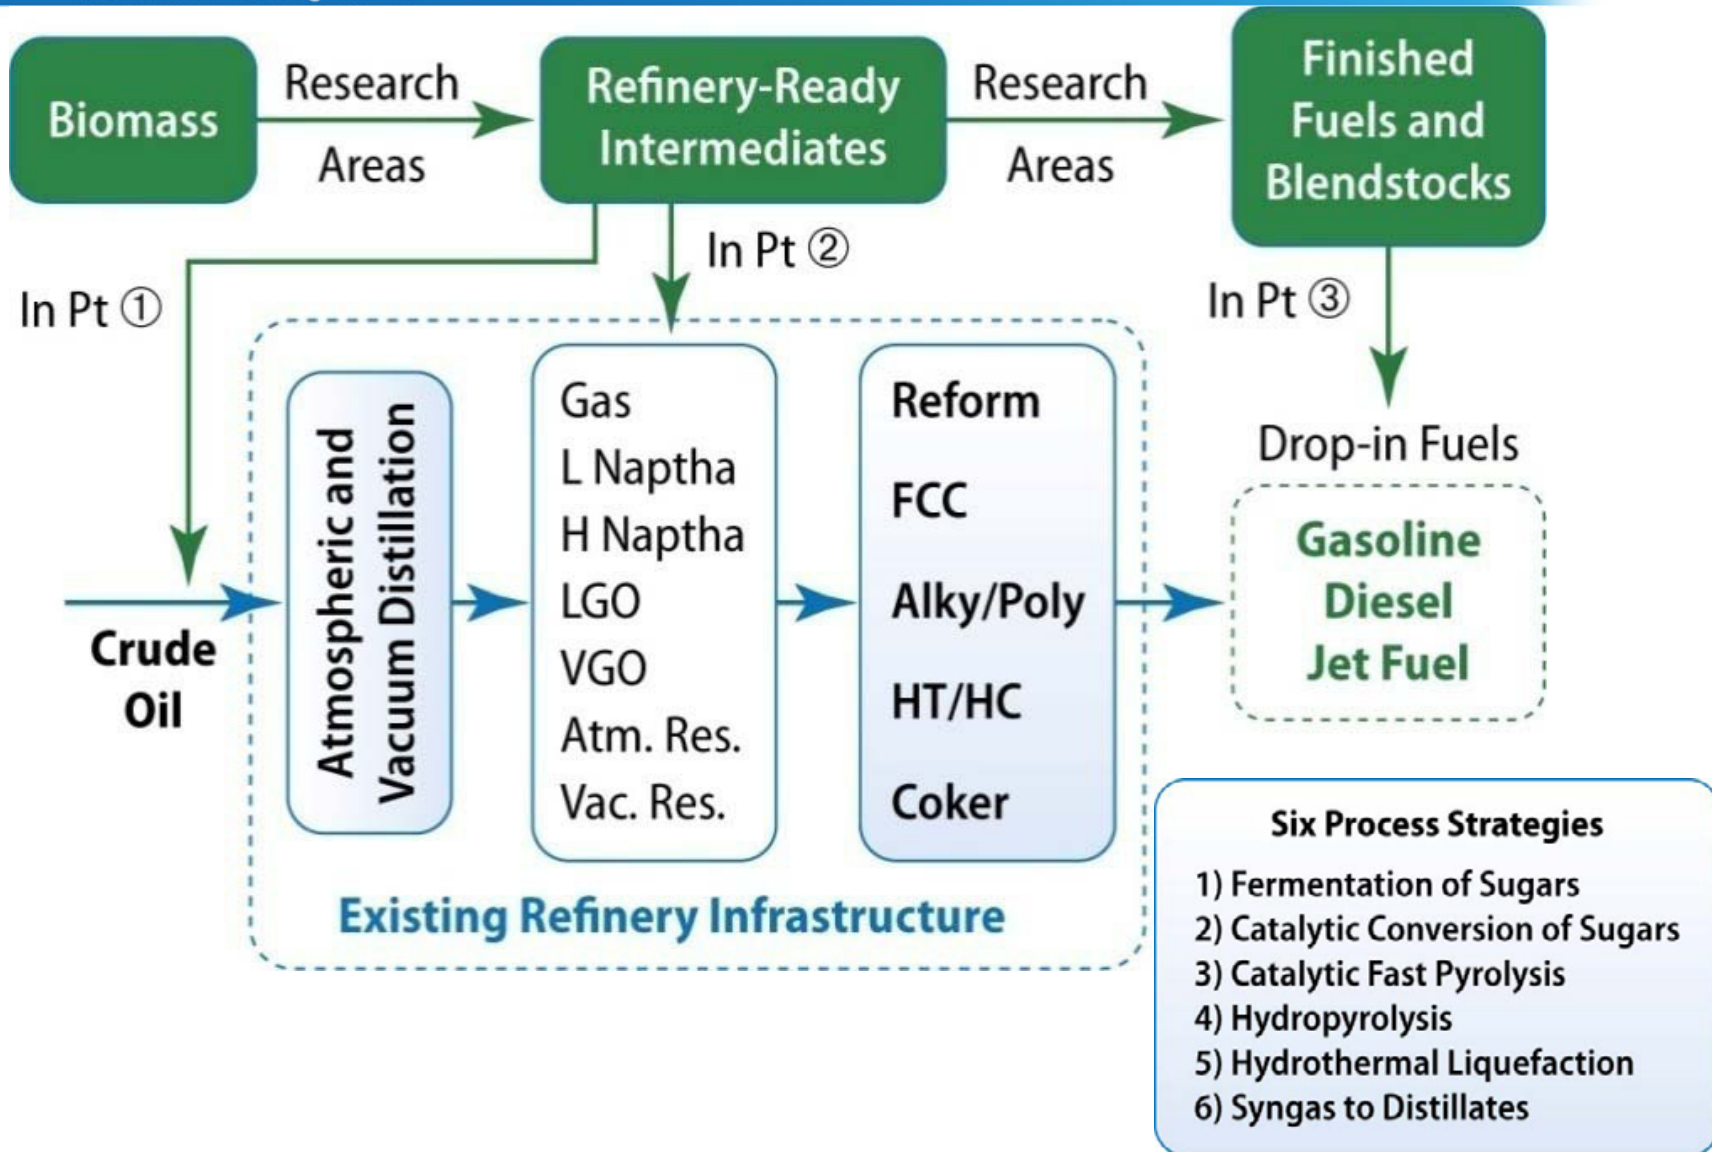 Biomass
Research
Areas
Refinery-Ready
Intermediates
Research
Areas
Finished
Fuels and
Blendstocks
In Pt ①
In Pt ②
In Pt ③
Crude
Oil
Atmospheric and
Vacuum Distillation
Gas
L Naptha
H Naptha
LGO
VGO
Atm. Res.
Vac. Res.
Reform
FCC
Alky/Poly
HT/HC
Coker
Existing Refinery Infrastructure
Drop-in Fuels
Gasoline
Diesel
Jet Fuel
Six Process Strategies
1) Fermentation of Sugars
2) Catalytic Conversion of Sugars
3) Catalytic Fast Pyrolysis
4) Hydropyrolysis
5) Hydrothermal Liquefaction
6) Syngas to Distillates